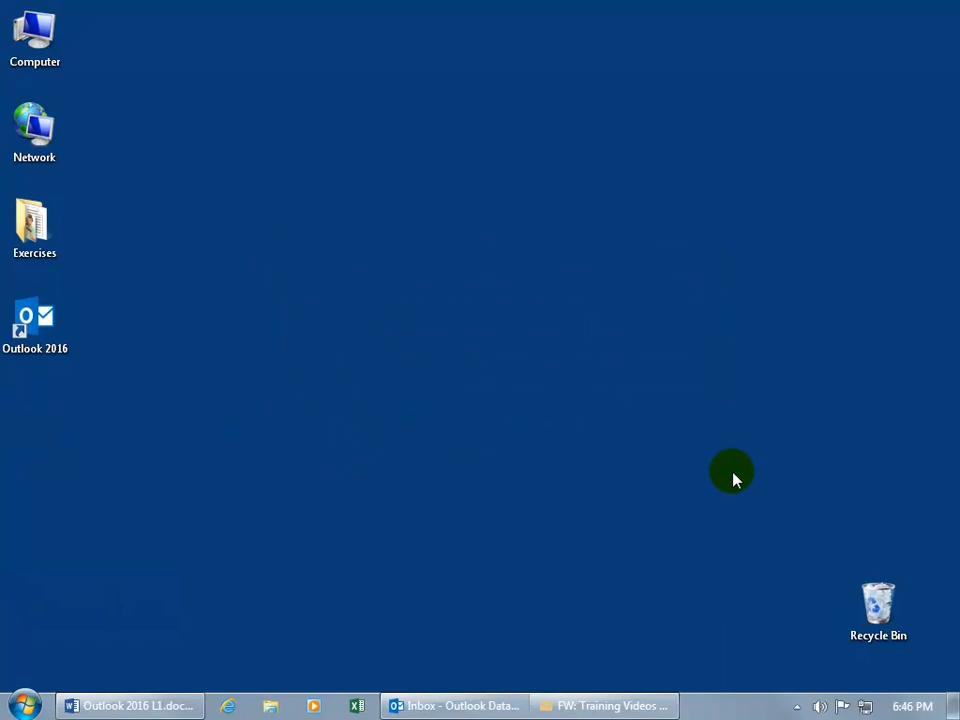 Computer
Network
Exercises
Outlook 2016
Recycle Bin
Outlook 2016 L1.doc...
Inbox - Outlook Data...
FW: Training Videos ...
6:46 PM